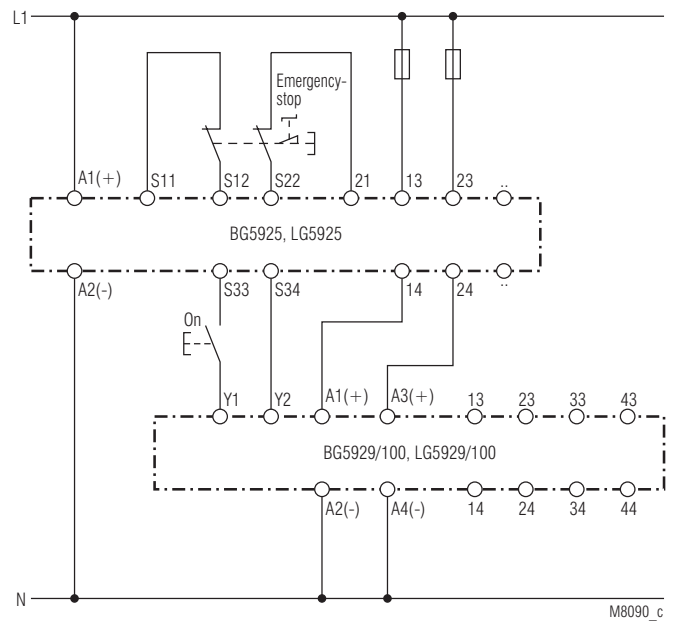 L1
Emergency-
stop
A1(+) S11 S12 S22 21 13 23 ..
BG5925, LG5925
A2(-) S33 S34 14 24 ..
On
Y1 Y2 A1(+) A3(+) 13 23 33 43
BG5929/100, LG5929/100
A2(-) A4(-) 14 24 34 44
N
M8090_c